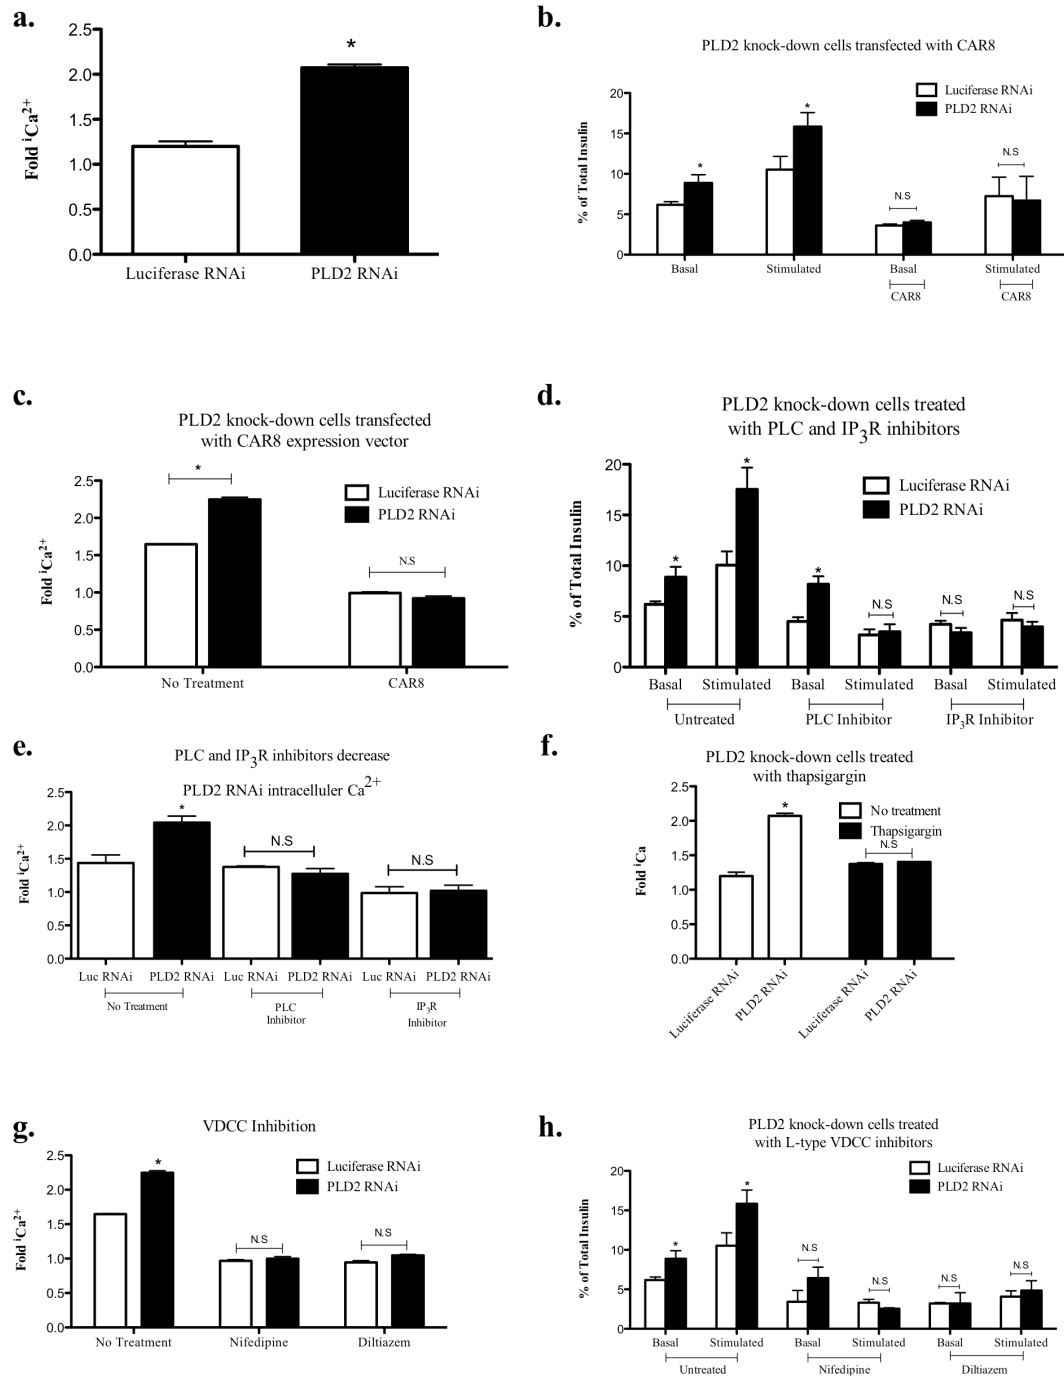 a.
2.5
2.0
1.5
1.0
0.5
0.0
Fold iCa2+
*
Luciferase RNAi PLD2 RNAi
b.
PLD2 knock-down cells transfected with CAR8
Luciferase RNAi
PLD2 RNAi
20
15
10
5
0
% of Total Insulin
*
*
N.S
N.S
Basal Stimulated Basal Stimulated
CAR8 CAR8
c.
PLD2 knock-down cells transfected
with CAR8 expression vector
2.5
2.0
1.5
1.0
0.5
0.0
Fold iCa2+
*
N.S
Luciferase RNAi
PLD2 RNAi
No Treatment CAR8
d.
PLD2 knock-down cells treated
with PLC and IP3R inhibitors
20
15
10
5
0
% of Total Insulin
Luciferase RNAi
PLD2 RNAi
*
*
*
N.S
N.S
N.S
Basal Stimulated Basal Stimulated Basal Stimulated
Untreated PLC Inhibitor IP3R Inhibitor
e.
PLC and IP3R inhibitors decrease
PLD2 RNAi intracelluler Ca2+
2.5
2.0
1.5
1.0
0.5
0.0
Fold iCa2+
*
N.S
N.S
Luc RNAi PLD2 RNAi Luc RNAi PLD2 RNAi Luc RNAi PLD2 RNAi
No Treatment PLC IP3R
Inhibitor Inhibitor
f.
PLD2 knock-down cells treated
with thapsigargin
2.5
2.0
1.5
1.0
0.5
0.0
Fold iCa
No treatment
Thapsigargin
*
N.S
Luciferase RNAi PLD2 RNAi Luciferase RNAi PLD2 RNAi
g.
VDCC Inhibition
2.5
2.0
1.5
1.0
0.5
0.0
Fold iCa2+
Luciferase RNAi
PLD2 RNAi
*
N.S
N.S
No Treatment Nifedipine Diltiazem
h.
PLD2 knock-down cells treated
with L-type VDCC inhibitors
20
15
10
5
0
% of Total Insulin
Luciferase RNAi
PLD2 RNAi
*
*
N.S
N.S
N.S
N.S
Basal Stimulated Basal Stimulated Basal Stimulated
Untreated Nifedipine Diltiazem